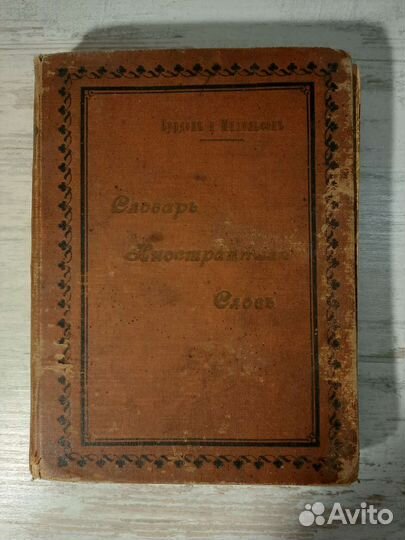 Бурдонъ и Михельсонъ
Словарь
Иностранныхъ
Словъ
Avito